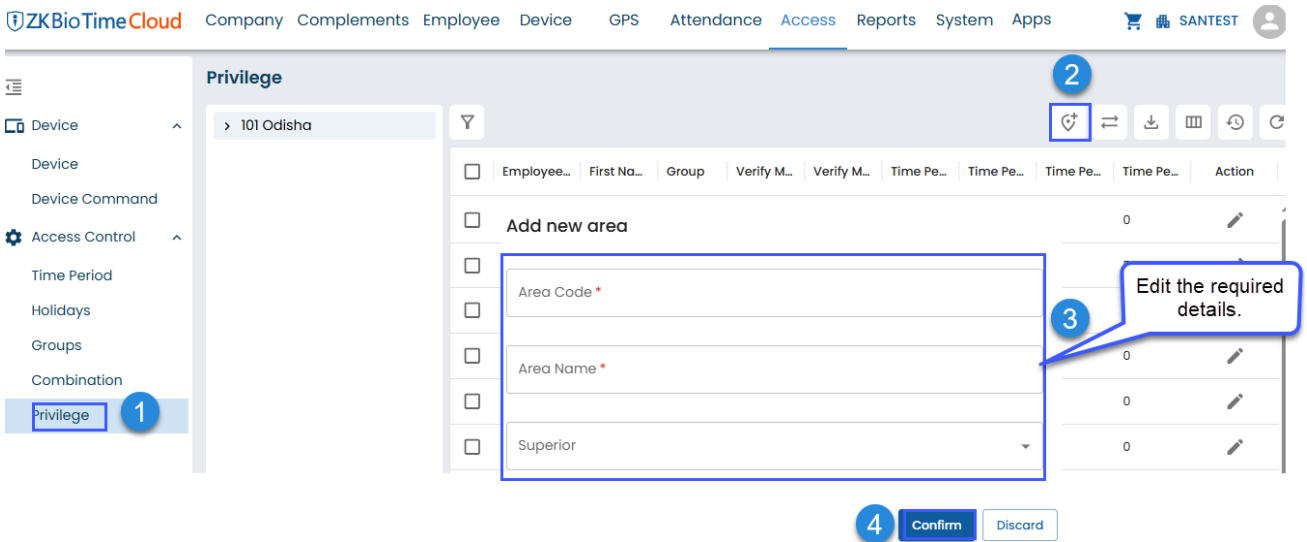 ZKBioTime Cloud Company Complements Employee Device GPS Attendance Access Reports System Apps SANTEST
Privilege
2
Device
101 Odisha
Device
Employee... First Na... Group Verify M... Verify M... Time Pe... Time Pe... Time Pe... Time Pe... Action
Device Command
Access Control
Add new area
0
Time Period
Edit the required
details.
Area Code *
Holidays
3
Groups
0
Area Name *
Combination
Privilege
1
0
Superior
0
4
Confirm
Discard